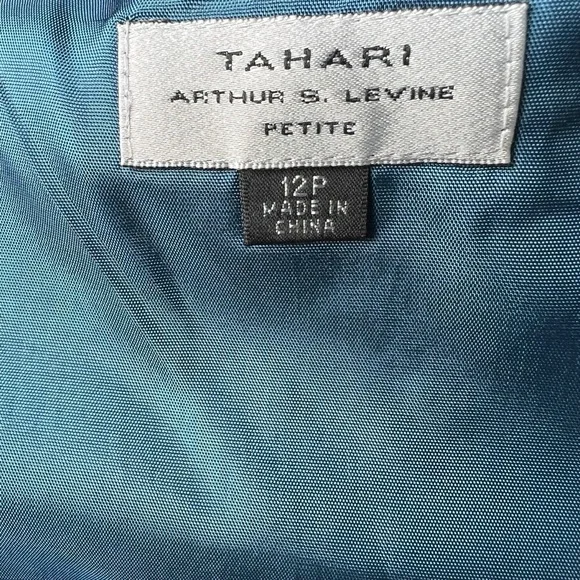 TAHARI
ARTHUR S. LEVINE
PETITE
12P
MADE IN
CHINA